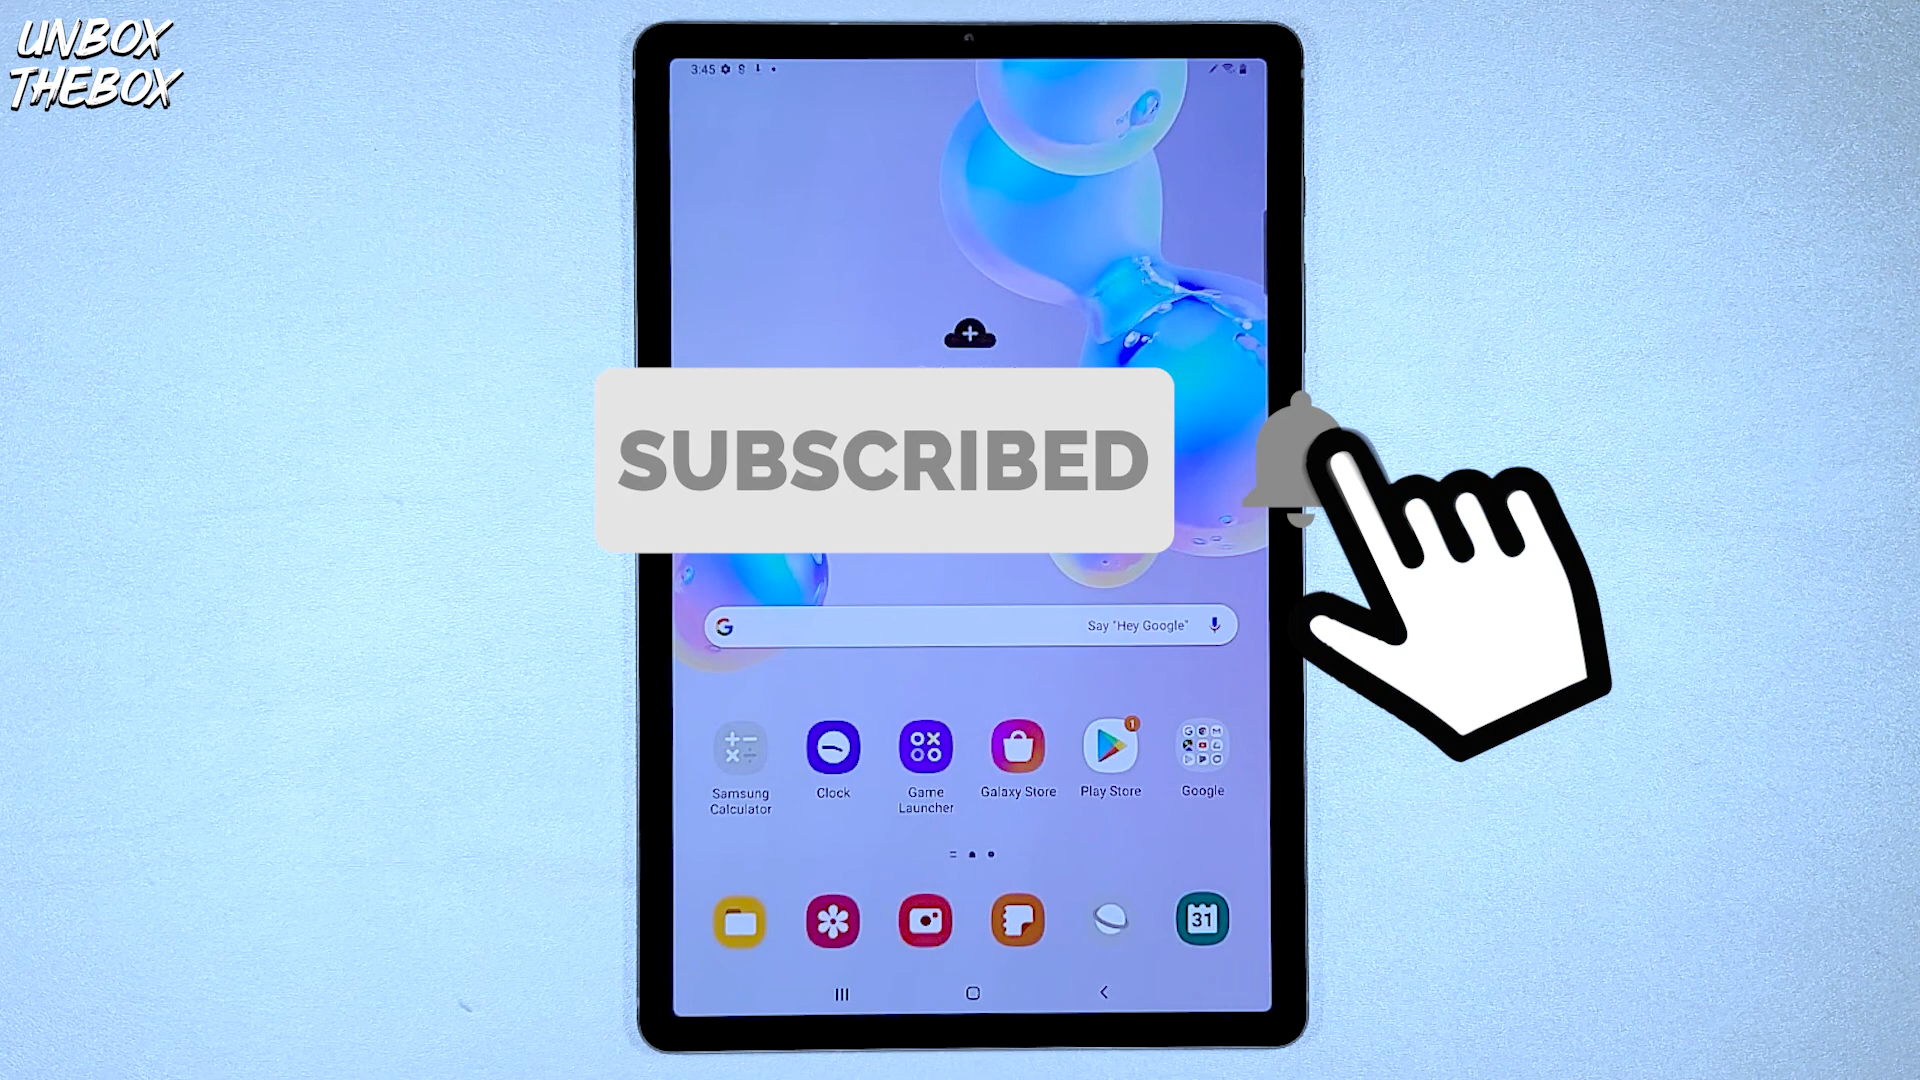 UNBOX
THEBOX
3:45
SUBSCRIBED
G Say "Hey Google"
1
Samsung
Calculator
Clock
Game
Launcher
Galaxy Store
Play Store
Google
31